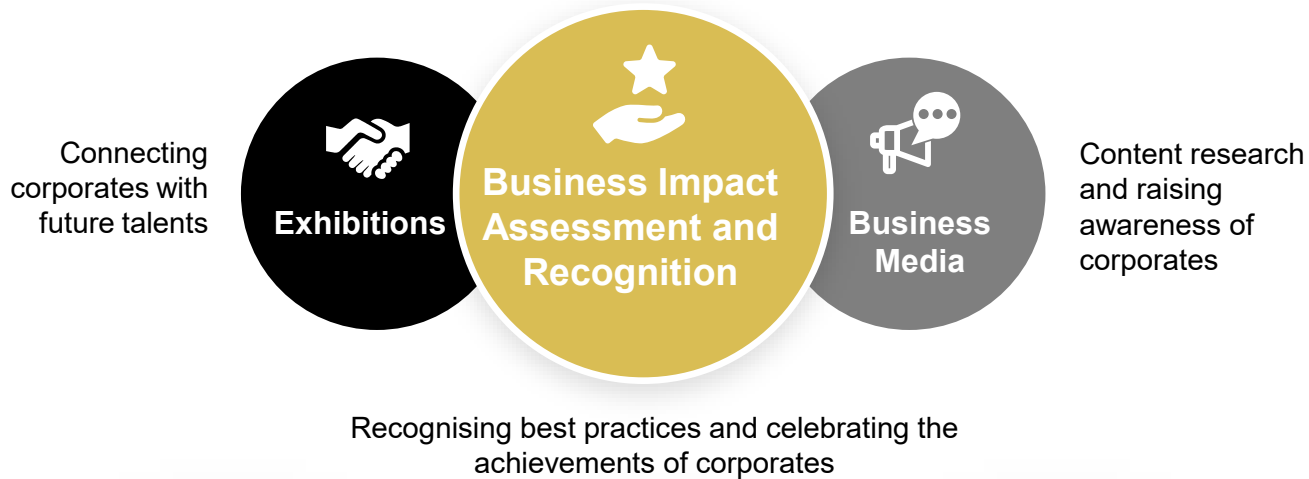 Connecting
corporates with
future talents
Exhibitions
Business Impact
Assessment and
Recognition
Business
Media
Content research
and raising
awareness of
corporates
Recognising best practices and celebrating the
achievements of corporates